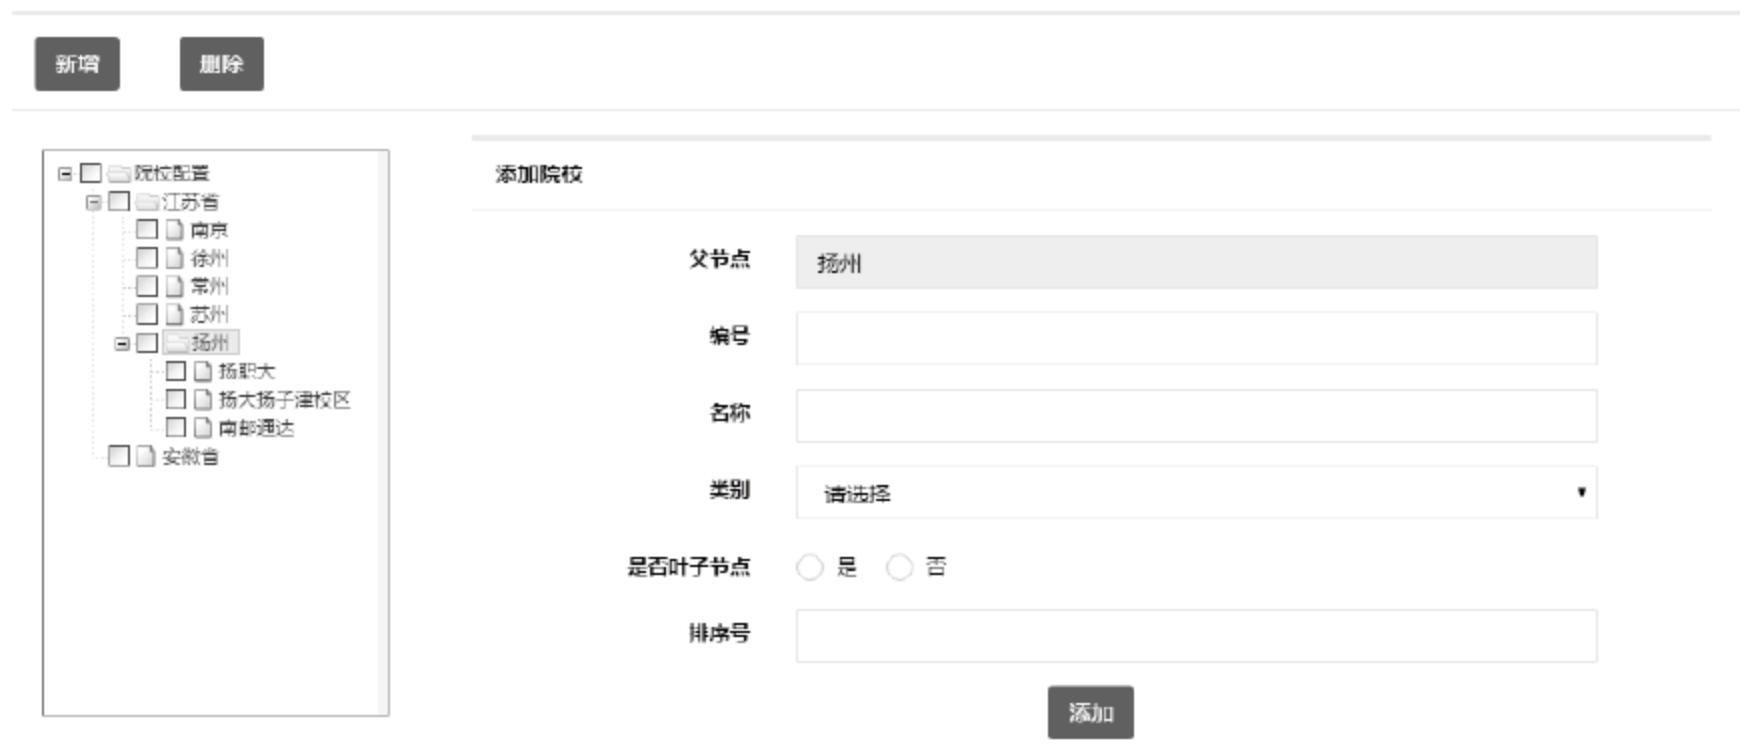 新增 删除
院校配置
江苏省
南京
徐州
常州
苏州
扬州
扬职大
扬大扬子津校区
南邮通达
安徽省
添加院校
父节点 扬州
编号
名称
类别 请选择
是否叶子节点 是 否
排序号
添加